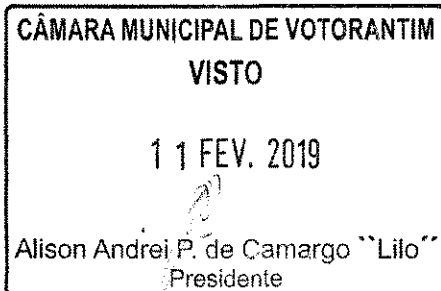 CÂMARA MUNICIPAL DE VOTORANTIM
VISTO
11 FEV. 2019
Alison Andrei P. de Camargo ``Lilo´´
Presidente